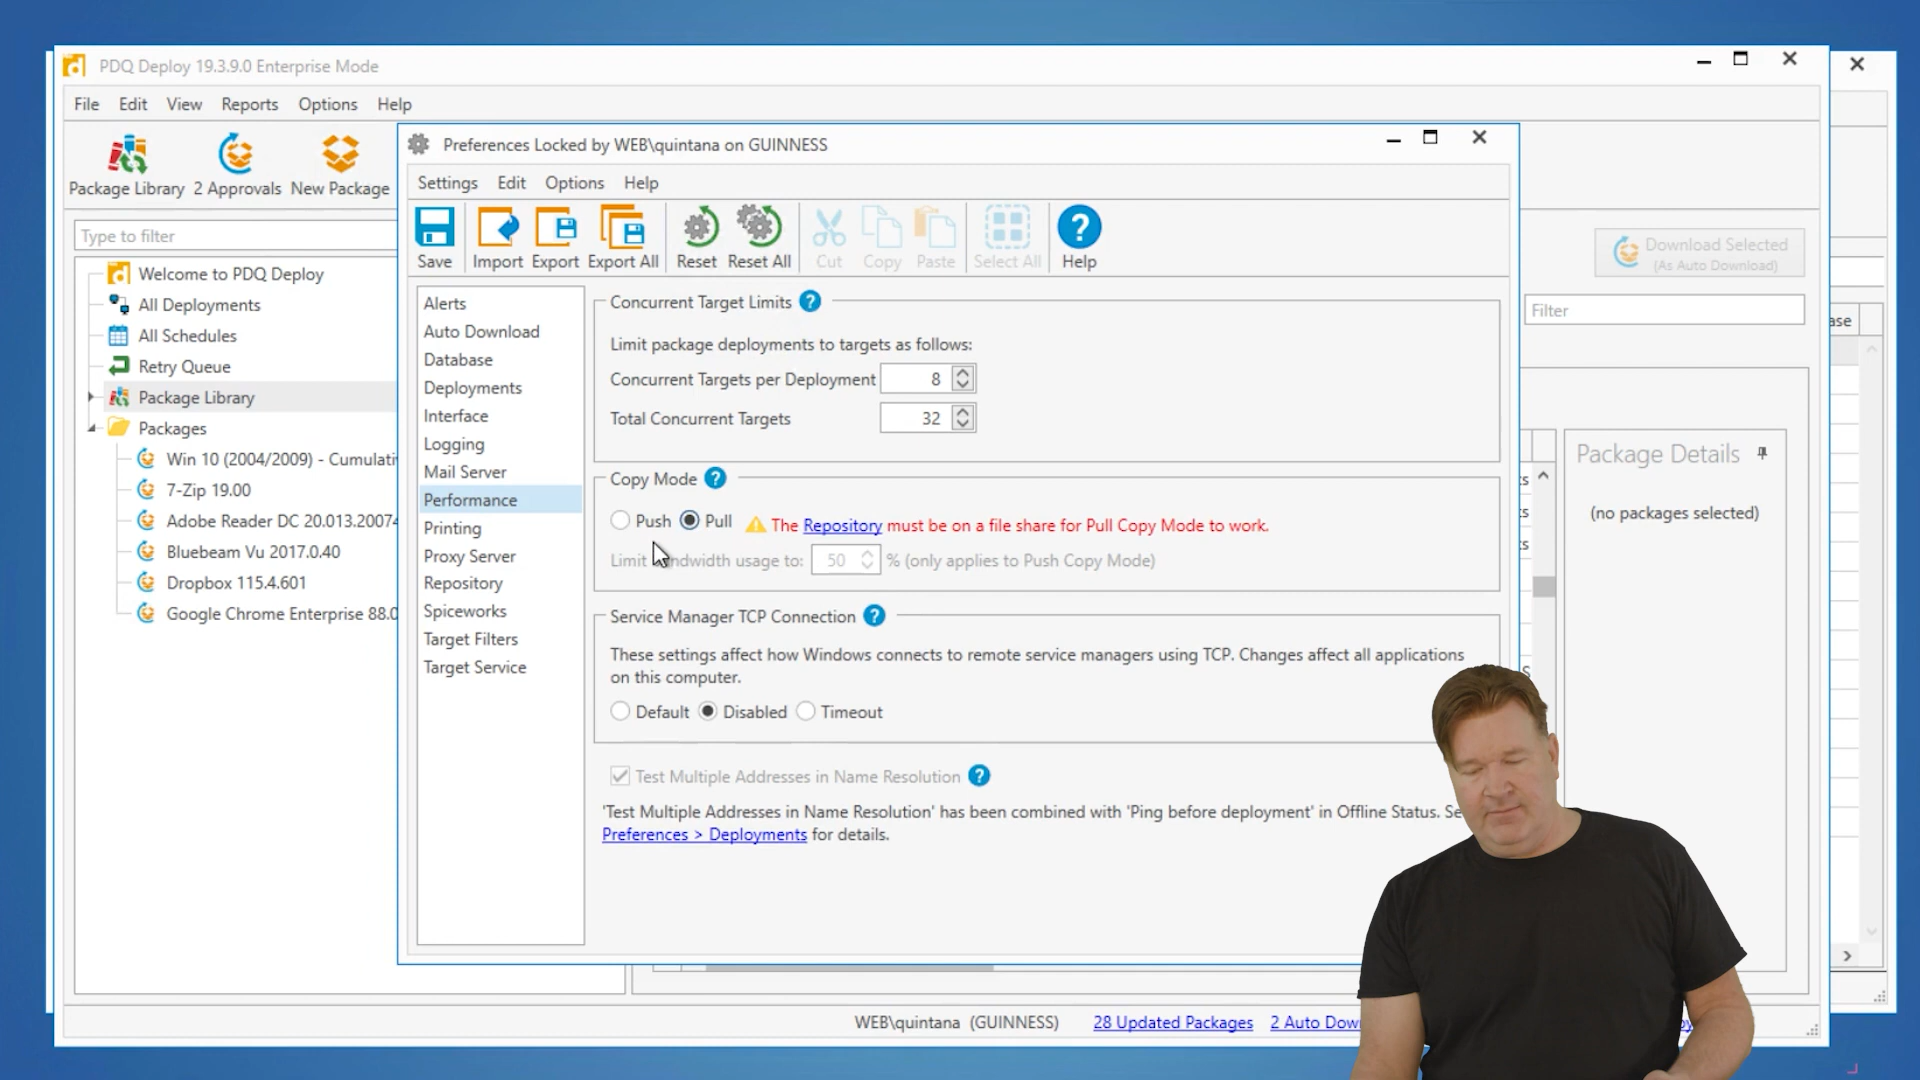 PDQ Deploy 19.3.9.0 Enterprise Mode
File Edit View Reports Options Help
Package Library 2 Approvals New Package
Type to filter
Welcome to PDQ Deploy
All Deployments
All Schedules
Retry Queue
Package Library
Packages
Win 10 (2004/2009) - Cumulati
7-Zip 19.00
Adobe Reader DC 20.013.20074
Bluebeam Vu 2017.0.40
Dropbox 115.4.601
Google Chrome Enterprise 88.0
Preferences Locked by WEB\quintana on GUINNESS
Settings Edit Options Help
Save Import Export Export All Reset Reset All Cut Copy Paste Select All Help
Alerts
Auto Download
Database
Deployments
Interface
Logging
Mail Server
Performance
Printing
Proxy Server
Repository
Spiceworks
Target Filters
Target Service
Concurrent Target Limits
Limit package deployments to targets as follows:
Concurrent Targets per Deployment 8
Total Concurrent Targets 32
Copy Mode
Push Pull The Repository must be on a file share for Pull Copy Mode to work.
Limit ndwidth usage to: 50 % (only applies to Push Copy Mode)
Service Manager TCP Connection
These settings affect how Windows connects to remote service managers using TCP. Changes affect all applications
on this computer.
Default Disabled Timeout
Test Multiple Addresses in Name Resolution
'Test Multiple Addresses in Name Resolution' has been combined with 'Ping before deployment' in Offline Status. Se
Preferences > Deployments for details.
Download Selected
(As Auto Download)
Filter
ase
Package Details
(no packages selected)
WEB\quintana (GUINNESS) 28 Updated Packages 2 Auto Dow